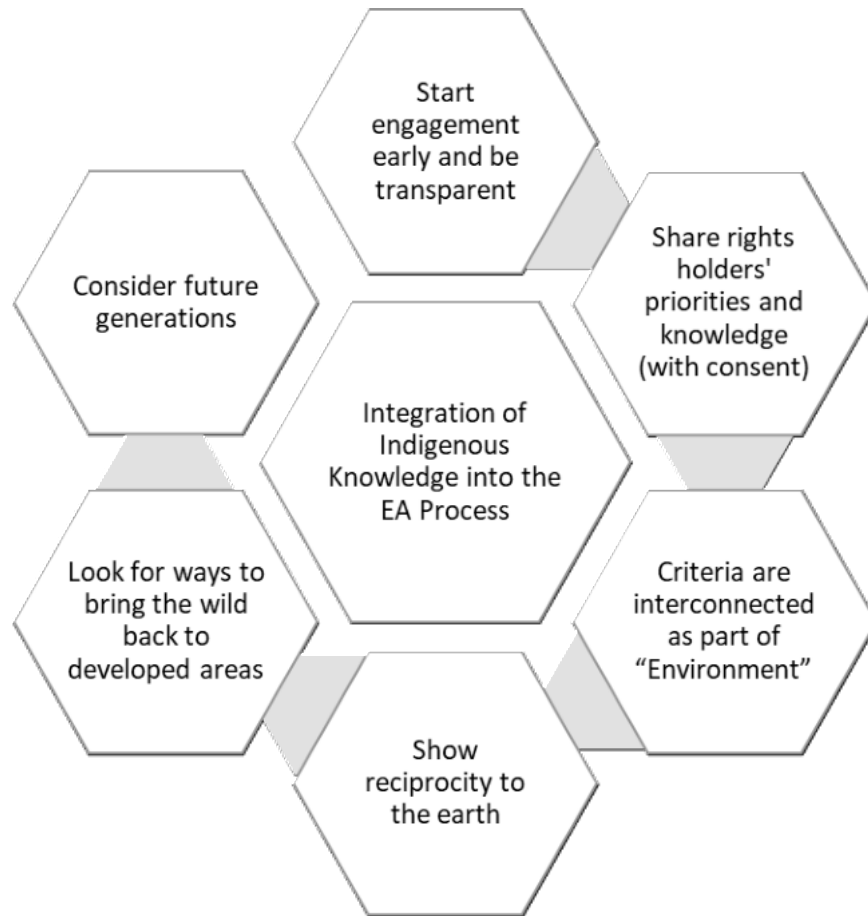 Start
engagement
early and be
transparent
Share rights
holders'
priorities and
knowledge
(with consent)
Criteria are
interconnected
as part of
“Environment”
Show
reciprocity to
the earth
Look for ways to
bring the wild
back to
developed areas
Consider future
generations
Integration of
Indigenous
Knowledge into the
EA Process